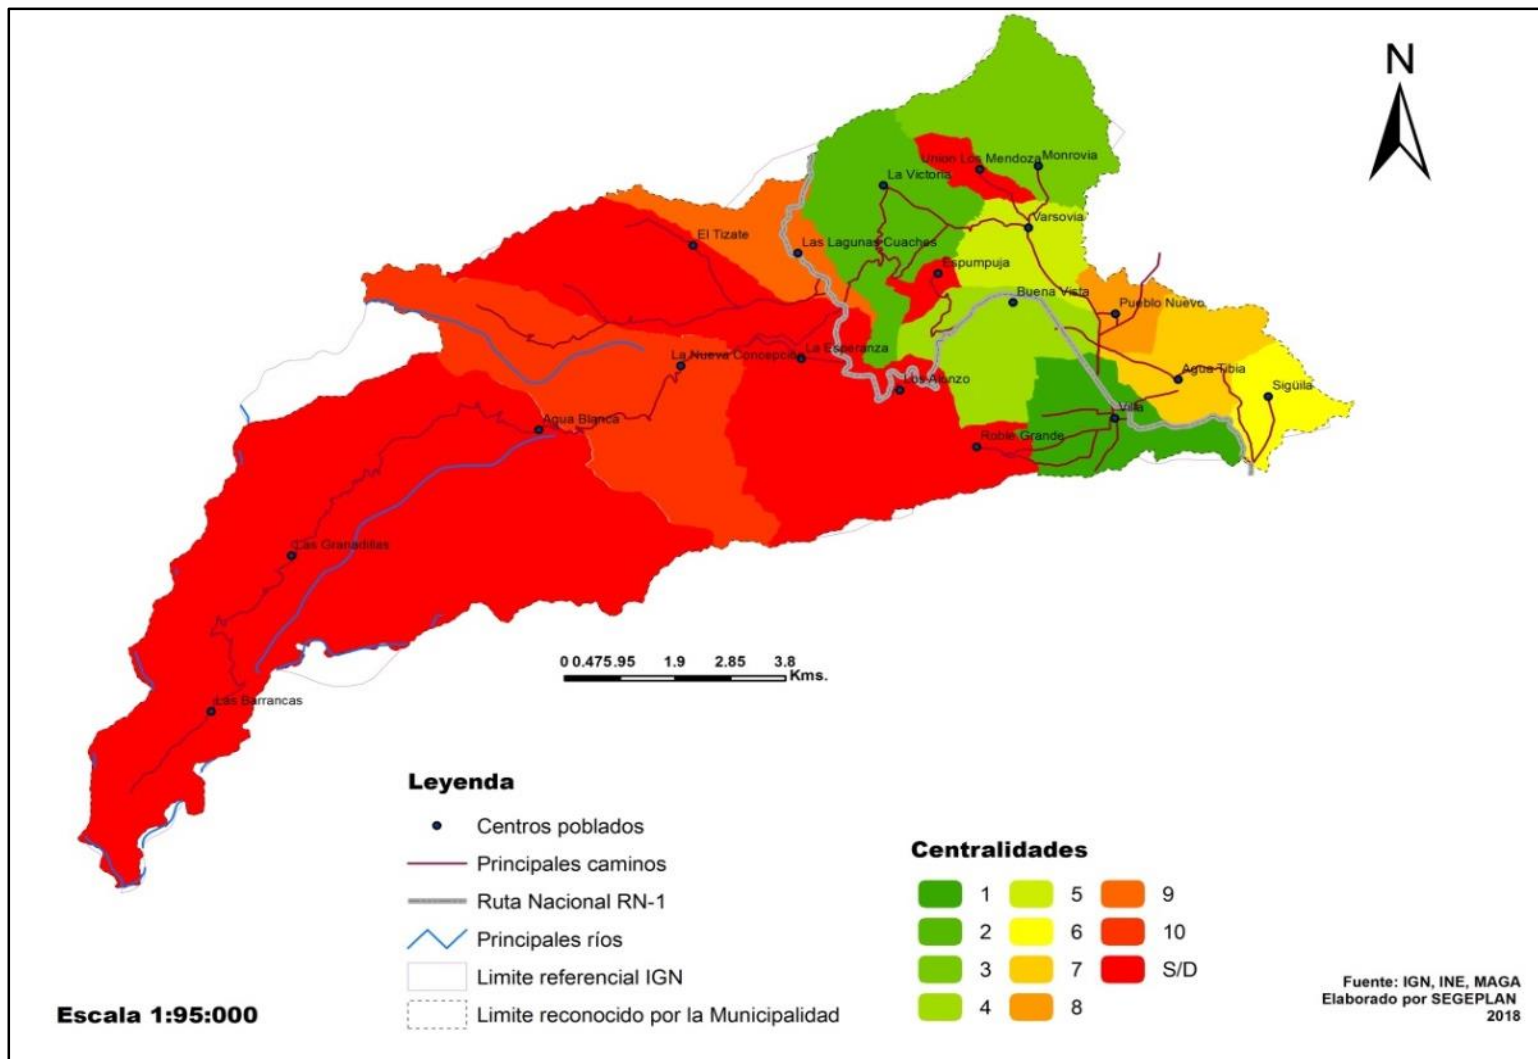 N
Union Los Mendoza
Monrovia
La Victoria
Varsovia
El Tizate
Las Lagunas Cuaches
Espumpuja
Buena Vista
Pueblo Nuevo
La Nueva Concepción
La Esperanza
Los Alonzo
Agua Tibia
Sigüila
Agua Blanca
Villa
Roble Grande
Las Granadillas
Las Barrancas
0 0.475.95 1.9 2.85 3.8
Kms.
Leyenda
Centros poblados
Principales caminos
Ruta Nacional RN-1
Principales ríos
Limite referencial IGN
Limite reconocido por la Municipalidad
Centralidades
1 5 9
2 6 10
3 7 S/D
4 8
Escala 1:95:000
Fuente: IGN, INE, MAGA
Elaborado por SEGEPLAN
2018